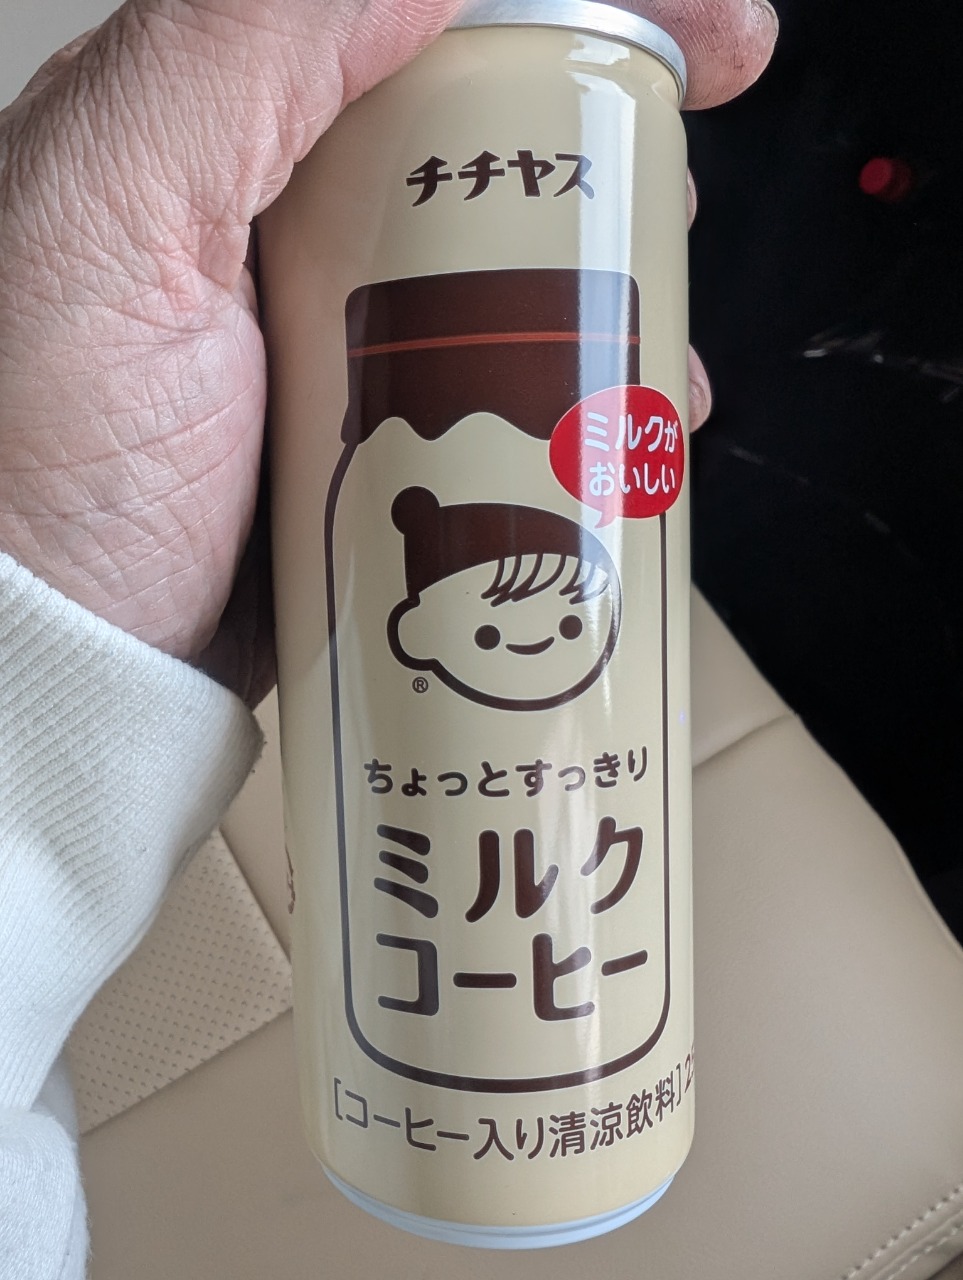 チチヤス
ミルクが
おいしい
®
ちょっとすっきり
ミルク
コーヒー
[コーヒー入り清涼飲料]